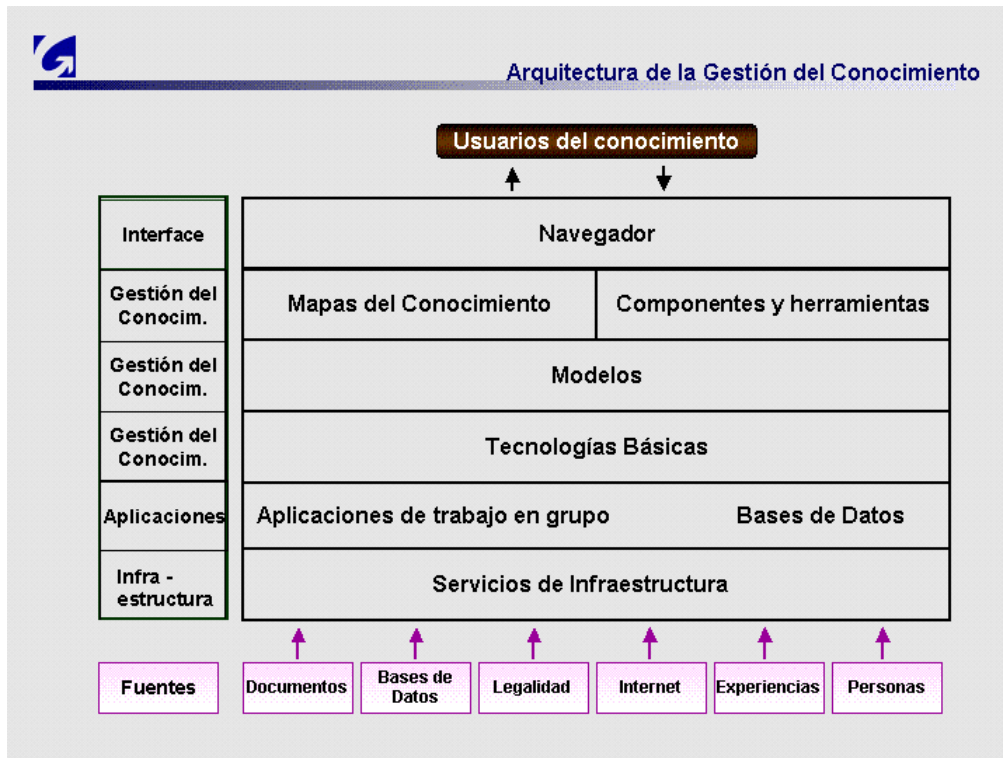 Arquitectura de la Gestión del Conocimiento
Usuarios del conocimiento
Interface
Navegador
Gestión del
Conocim.
Mapas del Conocimiento
Componentes y herramientas
Gestión del
Conocim.
Modelos
Gestión del
Conocim.
Tecnologías Básicas
Aplicaciones
Aplicaciones de trabajo en grupo
Bases de Datos
Infra -
estructura
Servicios de Infraestructura
Fuentes
Documentos
Bases de
Datos
Legalidad
Internet
Experiencias
Personas